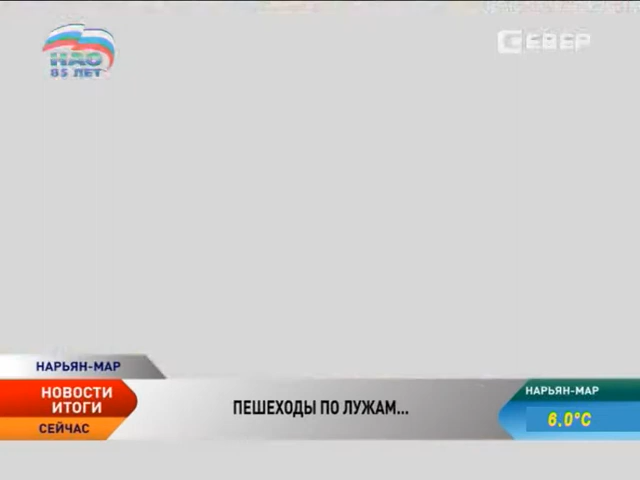 НАО
85 ЛЕТ
СЕВЕР
НАРЬЯН-МАР
НОВОСТИ
ИТОГИ
СЕЙЧАС
ПЕШЕХОДЫ ПО ЛУЖАМ...
НАРЬЯН-МАР
6.0°C